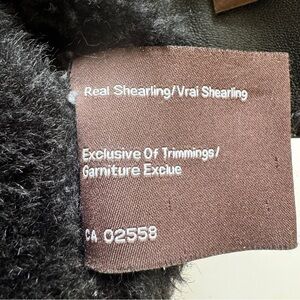 Real Shearling/Vrai Shearling
Exclusive Of Trimmings/
Garniture Exclue
CA 02558